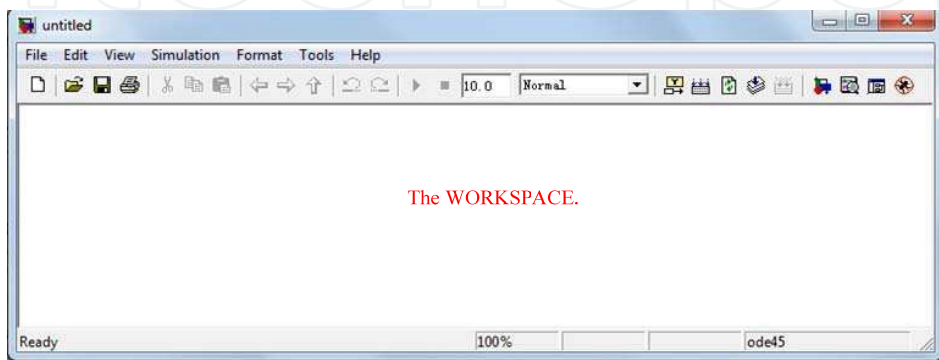 untitled
File Edit View Simulation Format Tools Help
10.0 Normal
The WORKSPACE.
Ready 100% ode45